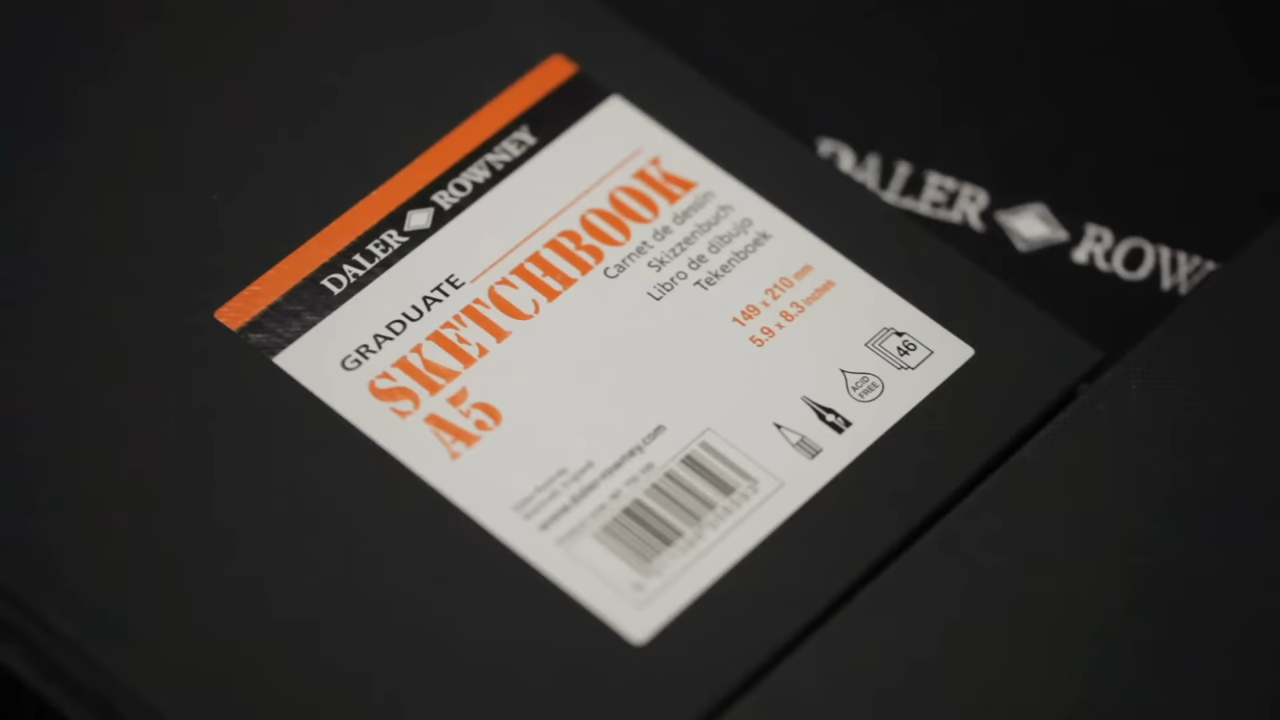 DALER ROWNEY
GRADUATE
SKETCHBOOK
A5
Carnet de dessin
Skizzenbuch
Libro de dibujo
Tekenboek
149 x 210 mm
5.9 x 8.3 inches
ACID
FREE
46
www.daler-rowney.com
DALER ROWN